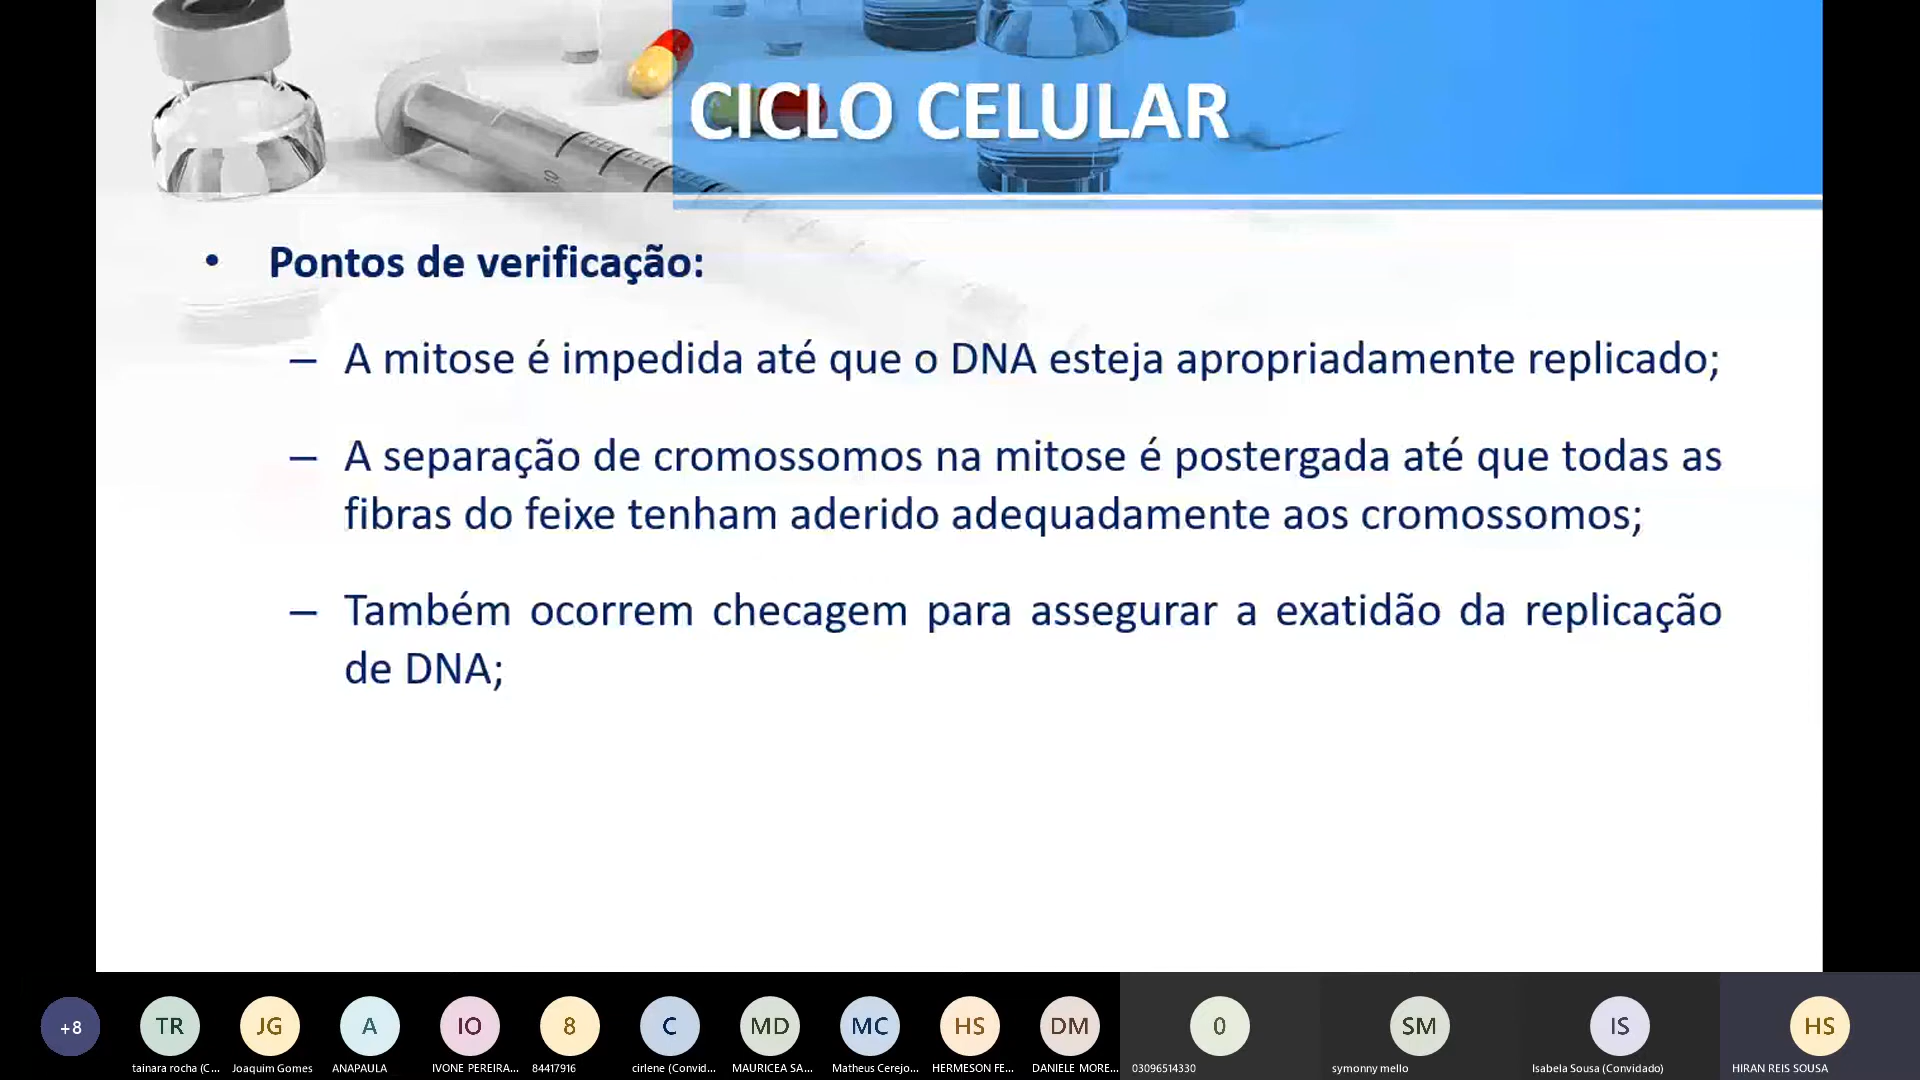 CICLO CELULAR
• Pontos de verificação:
– A mitose é impedida até que o DNA esteja apropriadamente replicado;
– A separação de cromossomos na mitose é postergada até que todas as
fibras do feixe tenham aderido adequadamente aos cromossomos;
– Também ocorrem checagem para assegurar a exatidão da replicação
de DNA;
+8 TR JG A IO 8 C MD MC HS DM 0 SM IS HS
tainara rocha (C... Joaquim Gomes ANAPAULA IVONE PEREIRA... 84417916 cirlene (Convid... MAURICEA SA... Matheus Cerejo... HERMESON FE... DANIELE MORE... 03096514330 symonny mello Isabela Sousa (Convidado) HIRAN REIS SOUSA